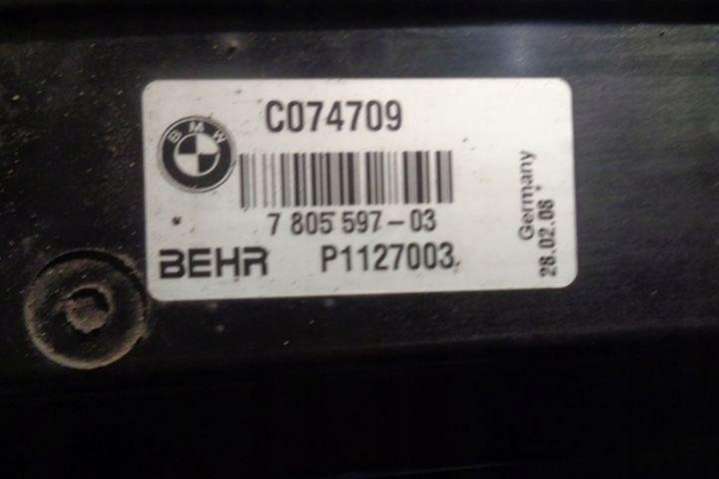 C074709
BMW
7 805 597-03
BEHR P1127003
Germany
28.02.08